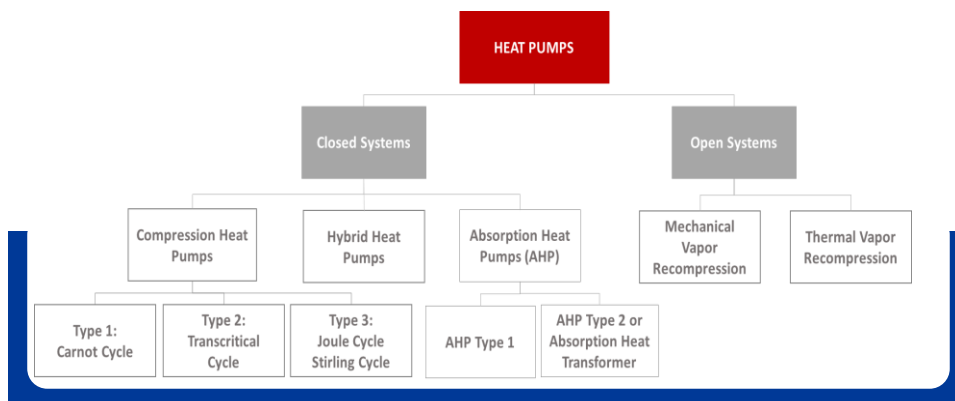 HEAT PUMPS
Closed Systems
Open Systems
Compression Heat
Pumps
Hybrid Heat
Pumps
Absorption Heat
Pumps (AHP)
Mechanical
Vapor
Recompression
Thermal Vapor
Recompression
Type 1:
Carnot Cycle
Type 2:
Transcritical
Cycle
Type 3:
Joule Cycle
Stirling Cycle
AHP Type 1
AHP Type 2 or
Absorption Heat
Transformer